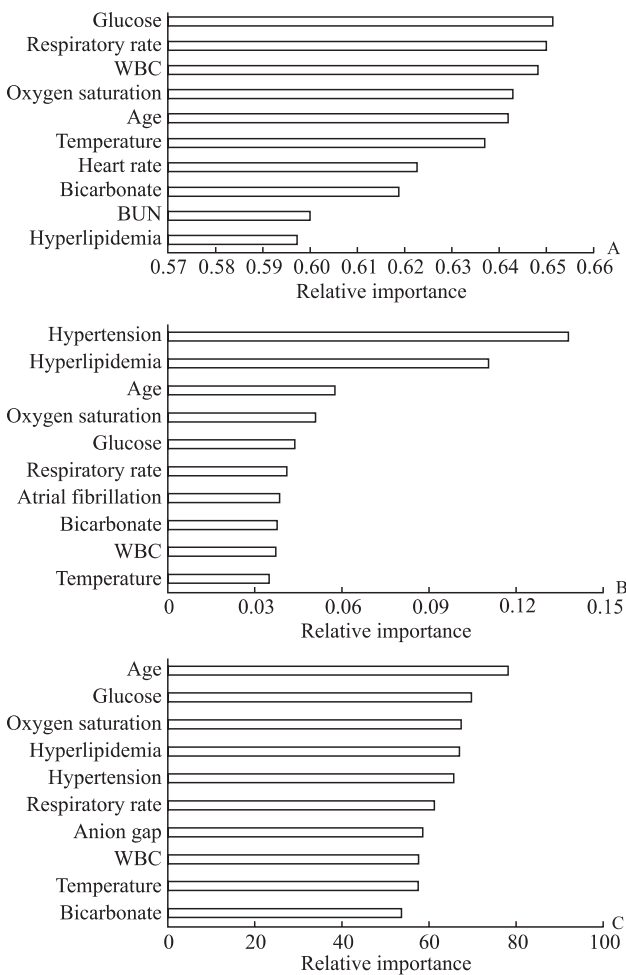 Glucose
Respiratory rate
WBC
Oxygen saturation
Age
Temperature
Heart rate
Bicarbonate
BUN
Hyperlipidemia
A
0.57 0.58 0.59 0.60 0.61 0.62 0.63 0.64 0.65 0.66
Relative importance
Hypertension
Hyperlipidemia
Age
Oxygen saturation
Glucose
Respiratory rate
Atrial fibrillation
Bicarbonate
WBC
Temperature
B
0 0.03 0.06 0.09 0.12 0.15
Relative importance
Age
Glucose
Oxygen saturation
Hyperlipidemia
Hypertension
Respiratory rate
Anion gap
WBC
Temperature
Bicarbonate
C
0 20 40 60 80 100
Relative importance